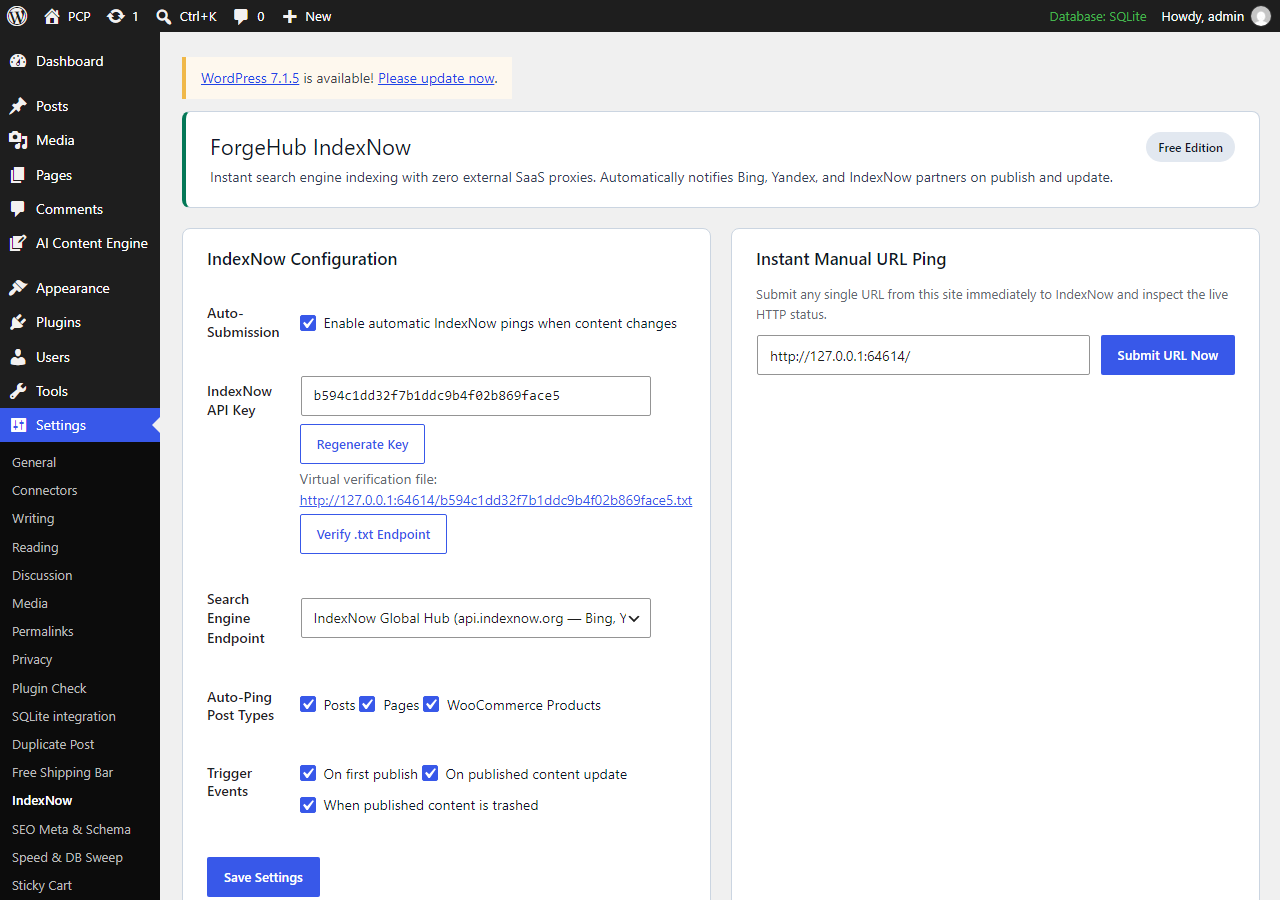 PCP 1 Ctrl+K 0 New Database: SQLite Howdy, admin
Dashboard
Posts
Media
Pages
Comments
AI Content Engine
Appearance
Plugins
Users
Tools
Settings
General
Connectors
Writing
Reading
Discussion
Media
Permalinks
Privacy
Plugin Check
SQLite integration
Duplicate Post
Free Shipping Bar
IndexNow
SEO Meta & Schema
Speed & DB Sweep
Sticky Cart
WordPress 7.1.5 is available! Please update now.
ForgeHub IndexNow
Free Edition
Instant search engine indexing with zero external SaaS proxies. Automatically notifies Bing, Yandex, and IndexNow partners on publish and update.
IndexNow Configuration
Auto-
Submission
Enable automatic IndexNow pings when content changes
IndexNow
API Key
b594c1dd32f7b1ddc9b4f02b869face5
Regenerate Key
Virtual verification file:
http://127.0.0.1:64614/b594c1dd32f7b1ddc9b4f02b869face5.txt
Verify .txt Endpoint
Search
Engine
Endpoint
IndexNow Global Hub (api.indexnow.org — Bing, Y
Auto-Ping
Post Types
Posts Pages WooCommerce Products
Trigger
Events
On first publish On published content update
When published content is trashed
Save Settings
Instant Manual URL Ping
Submit any single URL from this site immediately to IndexNow and inspect the live
HTTP status.
http://127.0.0.1:64614/
Submit URL Now